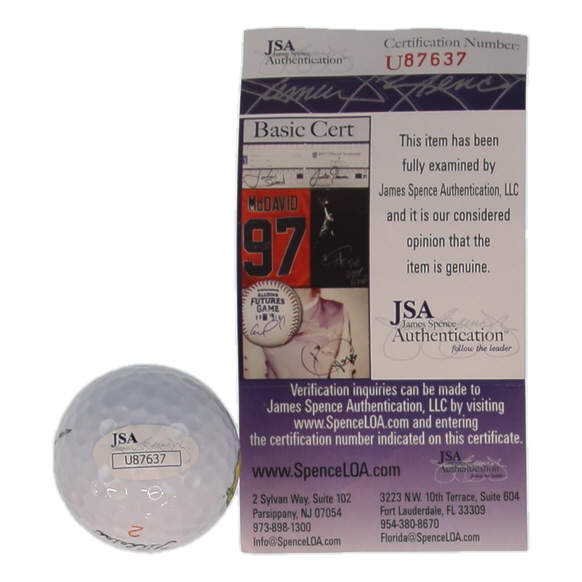 JSA
James Spence
Authentication
Certification Number:
U87637
Basic Cert
McDAVID
97
ALL-STAR
FUTURES
GAME
This item has been
fully examined by
James Spence Authentication, LLC
and it is our considered
opinion that the
item is genuine.
JSA
James Spence
Authentication
follow the leader
Verification inquiries can be made to
James Spence Authentication, LLC by visiting
www.SpenceLOA.com and entering
the certification number indicated on this certificate.
www.SpenceLOA.com
JSA
Authentication
2 Sylvan Way, Suite 102
Parsippany, NJ 07054
973-898-1300
Info@SpenceLOA.com
3223 N.W. 10th Terrace, Suite 604
Fort Lauderdale, FL 33309
954-380-8670
Florida@SpenceLOA.com
JSA
U87637
2